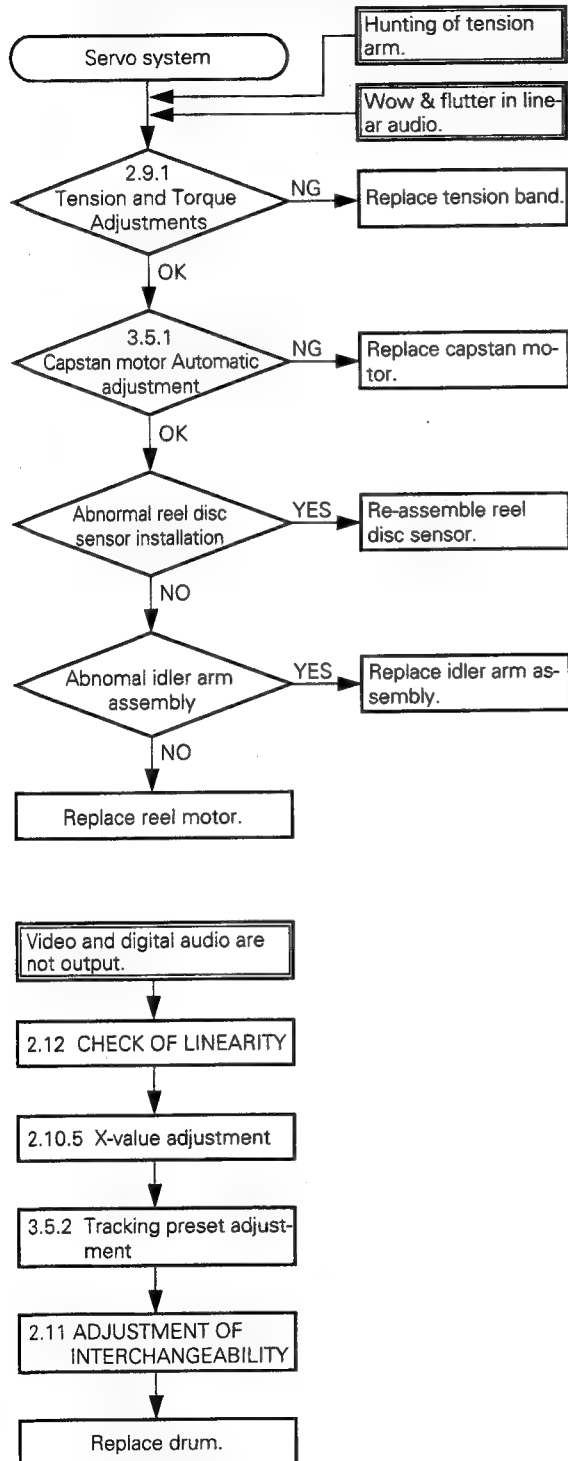 Servo system
Hunting of tension
arm.
Wow & flutter in line-
ar audio.
2.9.1
Tension and Torque
Adjustments
NG
Replace tension band.
OK
3.5.1
Capstan motor Automatic
adjustment
NG
Replace capstan mo-
tor.
OK
Abnormal reel disc
sensor installation
YES
Re-assemble reel
disc sensor.
NO
Abnomal idler arm
assembly
YES
Replace idler arm as-
sembly.
NO
Replace reel motor.
Video and digital audio are
not output.
2.12 CHECK OF LINEARITY
2.10.5 X-value adjustment
3.5.2 Tracking preset adjust-
ment
2.11 ADJUSTMENT OF
INTERCHANGEABILITY
Replace drum.